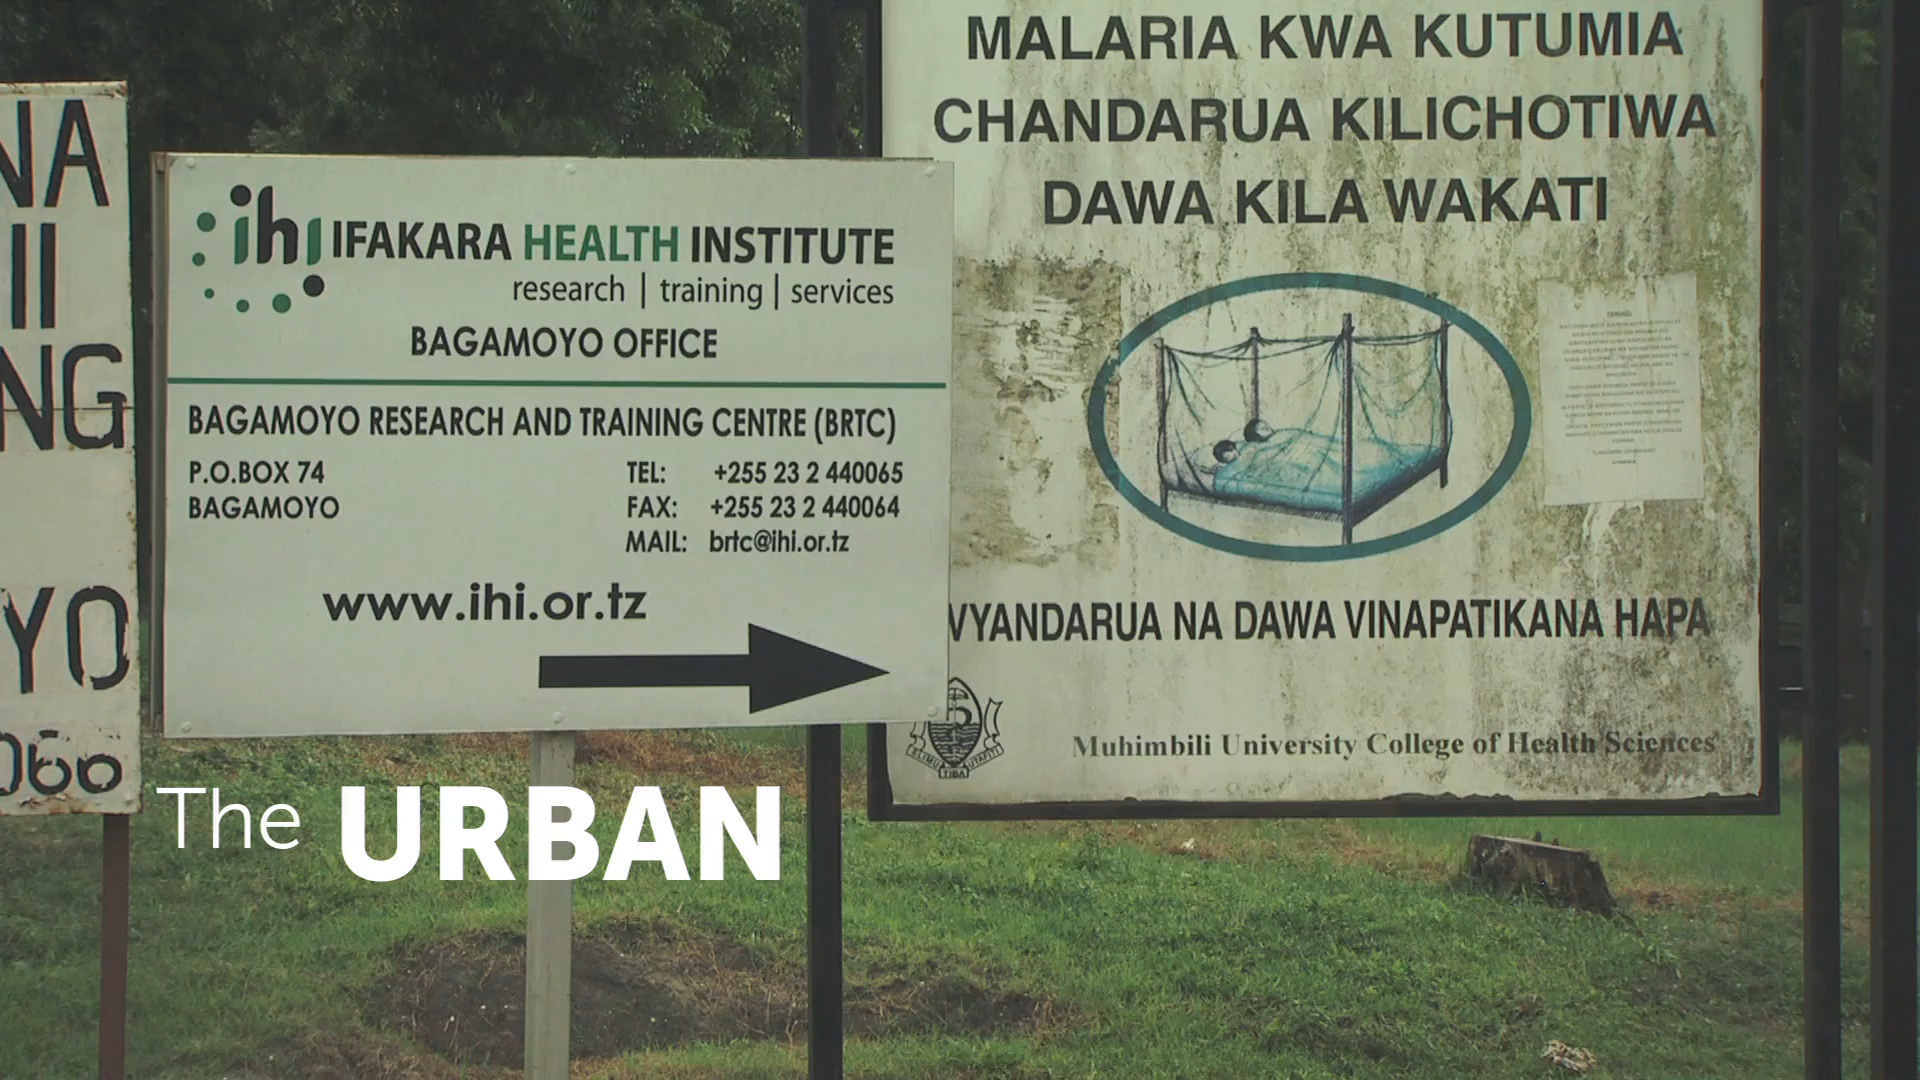 NA
II
NG
YO
066
ihi IFAKARA HEALTH INSTITUTE
research | training | services
BAGAMOYO OFFICE
BAGAMOYO RESEARCH AND TRAINING CENTRE (BRTC)
P.O.BOX 74
BAGAMOYO
TEL: +255 23 2 440065
FAX: +255 23 2 440064
MAIL: brtc@ihi.or.tz
www.ihi.or.tz
MALARIA KWA KUTUMIA
CHANDARUA KILICHOTIWA
DAWA KILA WAKATI
VYANDARUA NA DAWA VINAPATIKANA HAPA
TIBA
Muhimbili University College of Health Sciences
The URBAN